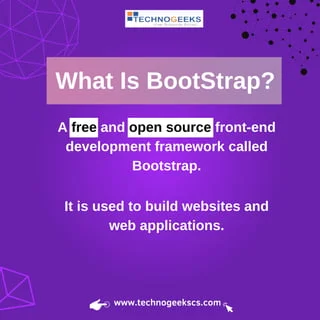 TECHNOGEEKS
What Is BootStrap?
A free and open source front-end
development framework called
Bootstrap.
It is used to build websites and
web applications.
www.technogeekscs.com